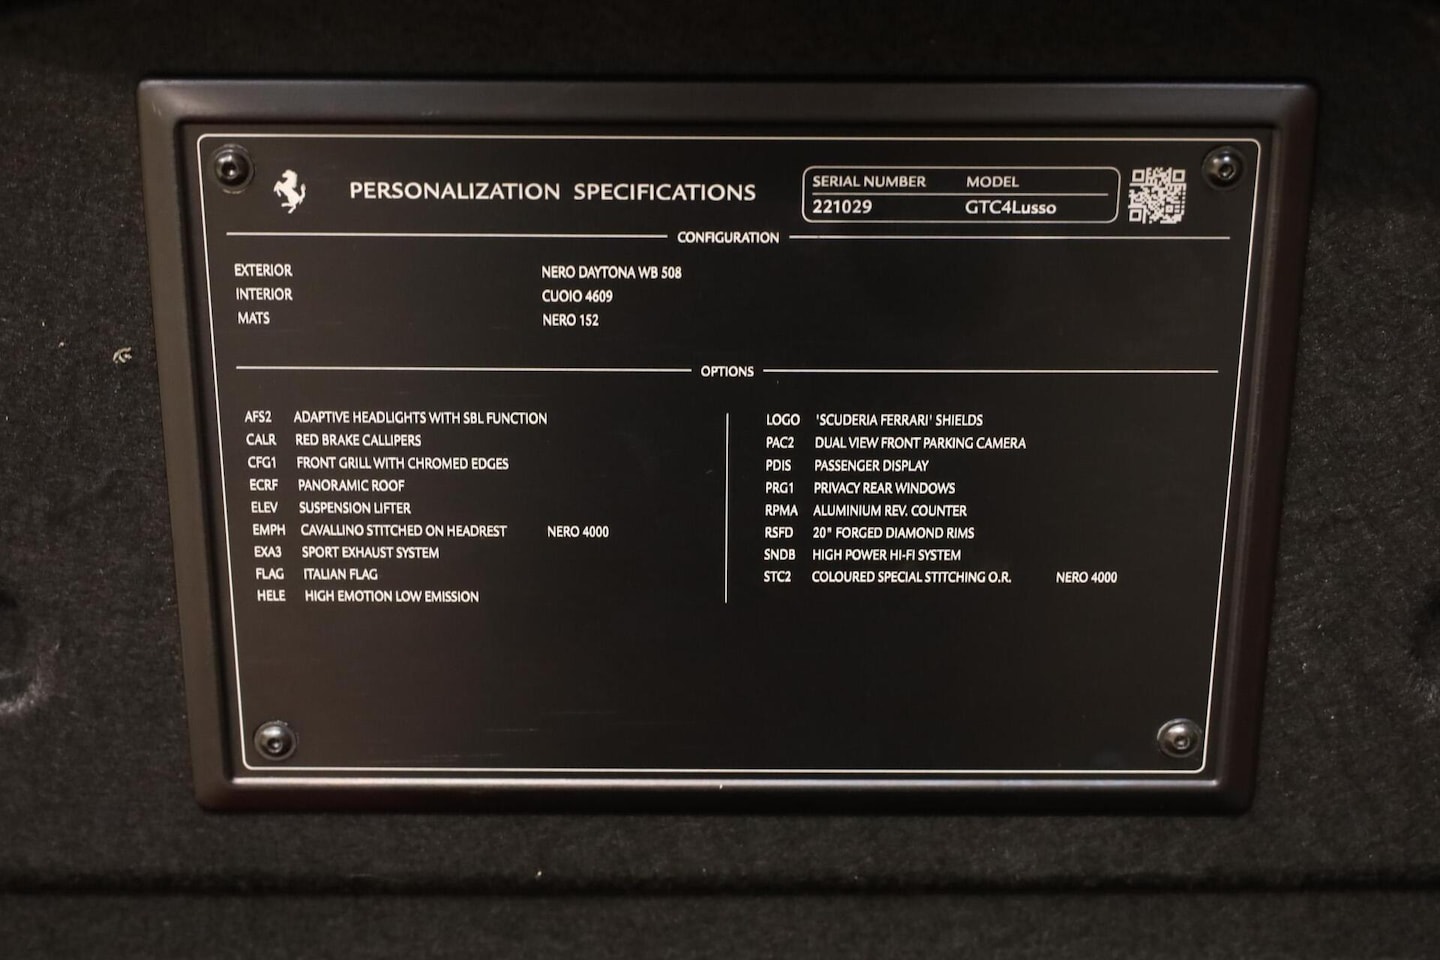 PERSONALIZATION SPECIFICATIONS
SERIAL NUMBER MODEL
221029 GTC4Lusso
CONFIGURATION
EXTERIOR NERO DAYTONA WB 508
INTERIOR CUOIO 4609
MATS NERO 152
OPTIONS
AFS2 ADAPTIVE HEADLIGHTS WITH SBL FUNCTION
CALR RED BRAKE CALLIPERS
CFG1 FRONT GRILL WITH CHROMED EDGES
ECRF PANORAMIC ROOF
ELEV SUSPENSION LIFTER
EMPH CAVALLINO STITCHED ON HEADREST NERO 4000
EXA3 SPORT EXHAUST SYSTEM
FLAG ITALIAN FLAG
HELE HIGH EMOTION LOW EMISSION
LOGO 'SCUDERIA FERRARI' SHIELDS
PAC2 DUAL VIEW FRONT PARKING CAMERA
PDIS PASSENGER DISPLAY
PRG1 PRIVACY REAR WINDOWS
RPMA ALUMINIUM REV. COUNTER
RSFD 20" FORGED DIAMOND RIMS
SNDB HIGH POWER HI-FI SYSTEM
STC2 COLOURED SPECIAL STITCHING O.R. NERO 4000